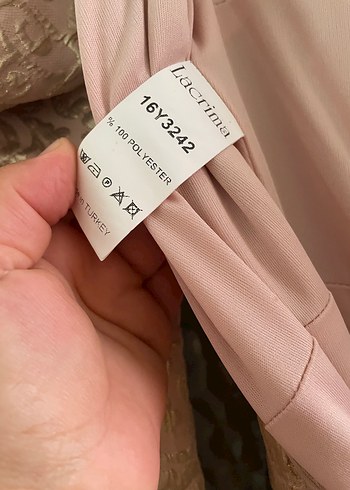 Lacrima
16Y3242
% 100 POLYESTER
TURKEY